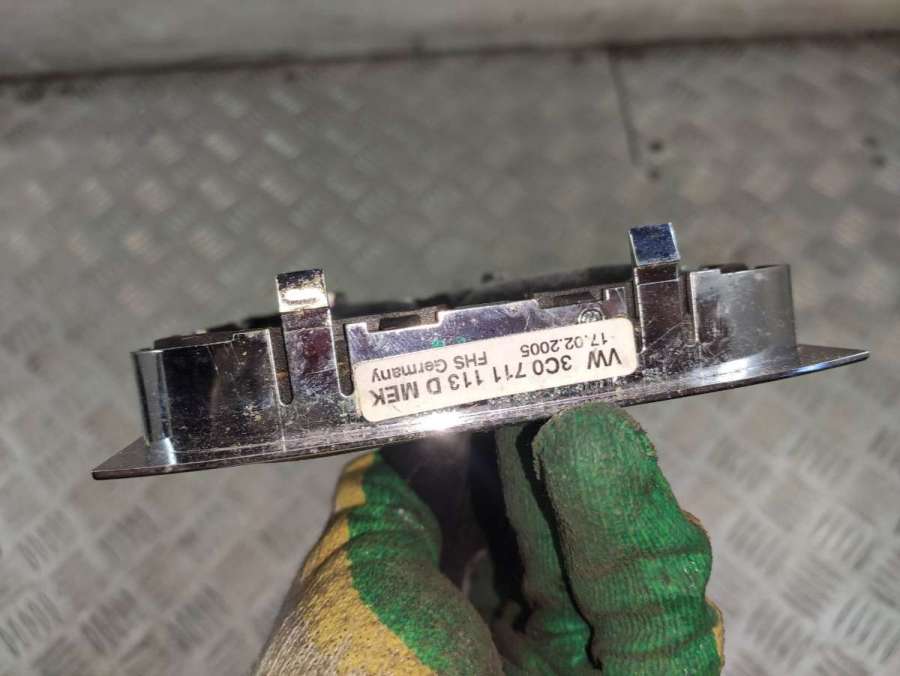 VW 3C0 711 113 D MEK
17.02.2005 FHS Germany